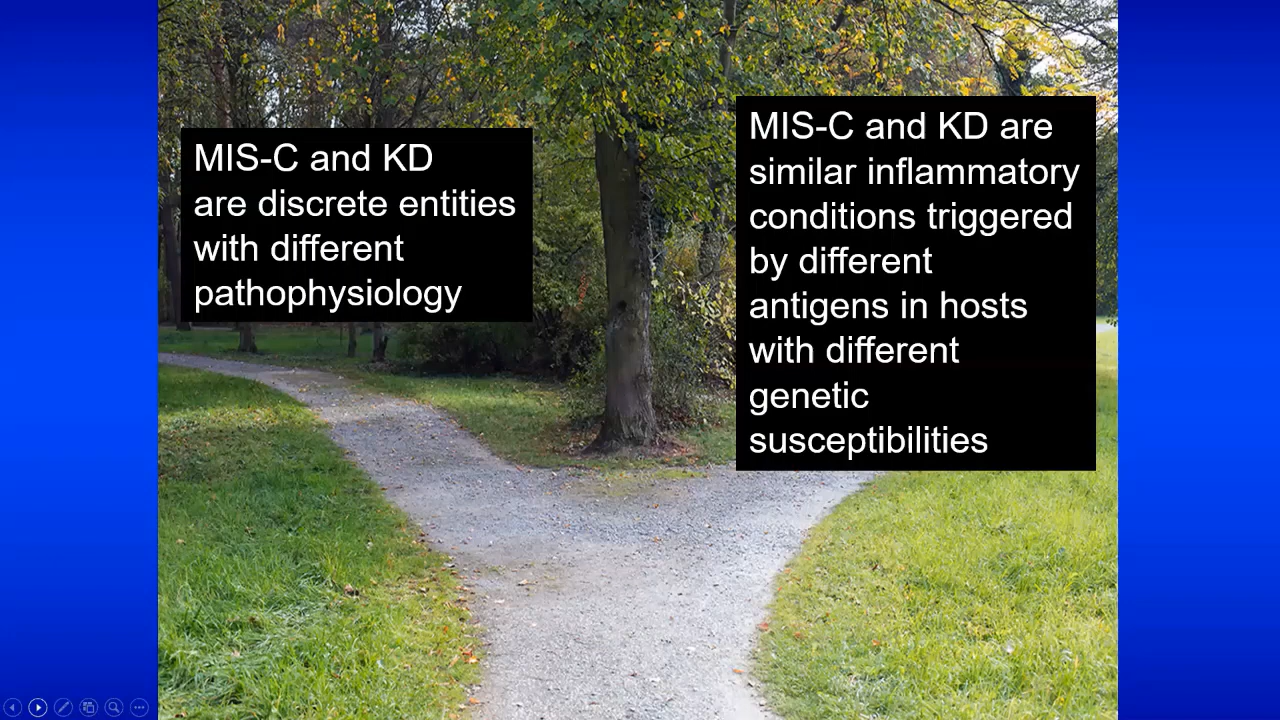 MIS-C and KD
are discrete entities
with different
pathophysiology
MIS-C and KD are
similar inflammatory
conditions triggered
by different
antigens in hosts
with different
genetic
susceptibilities